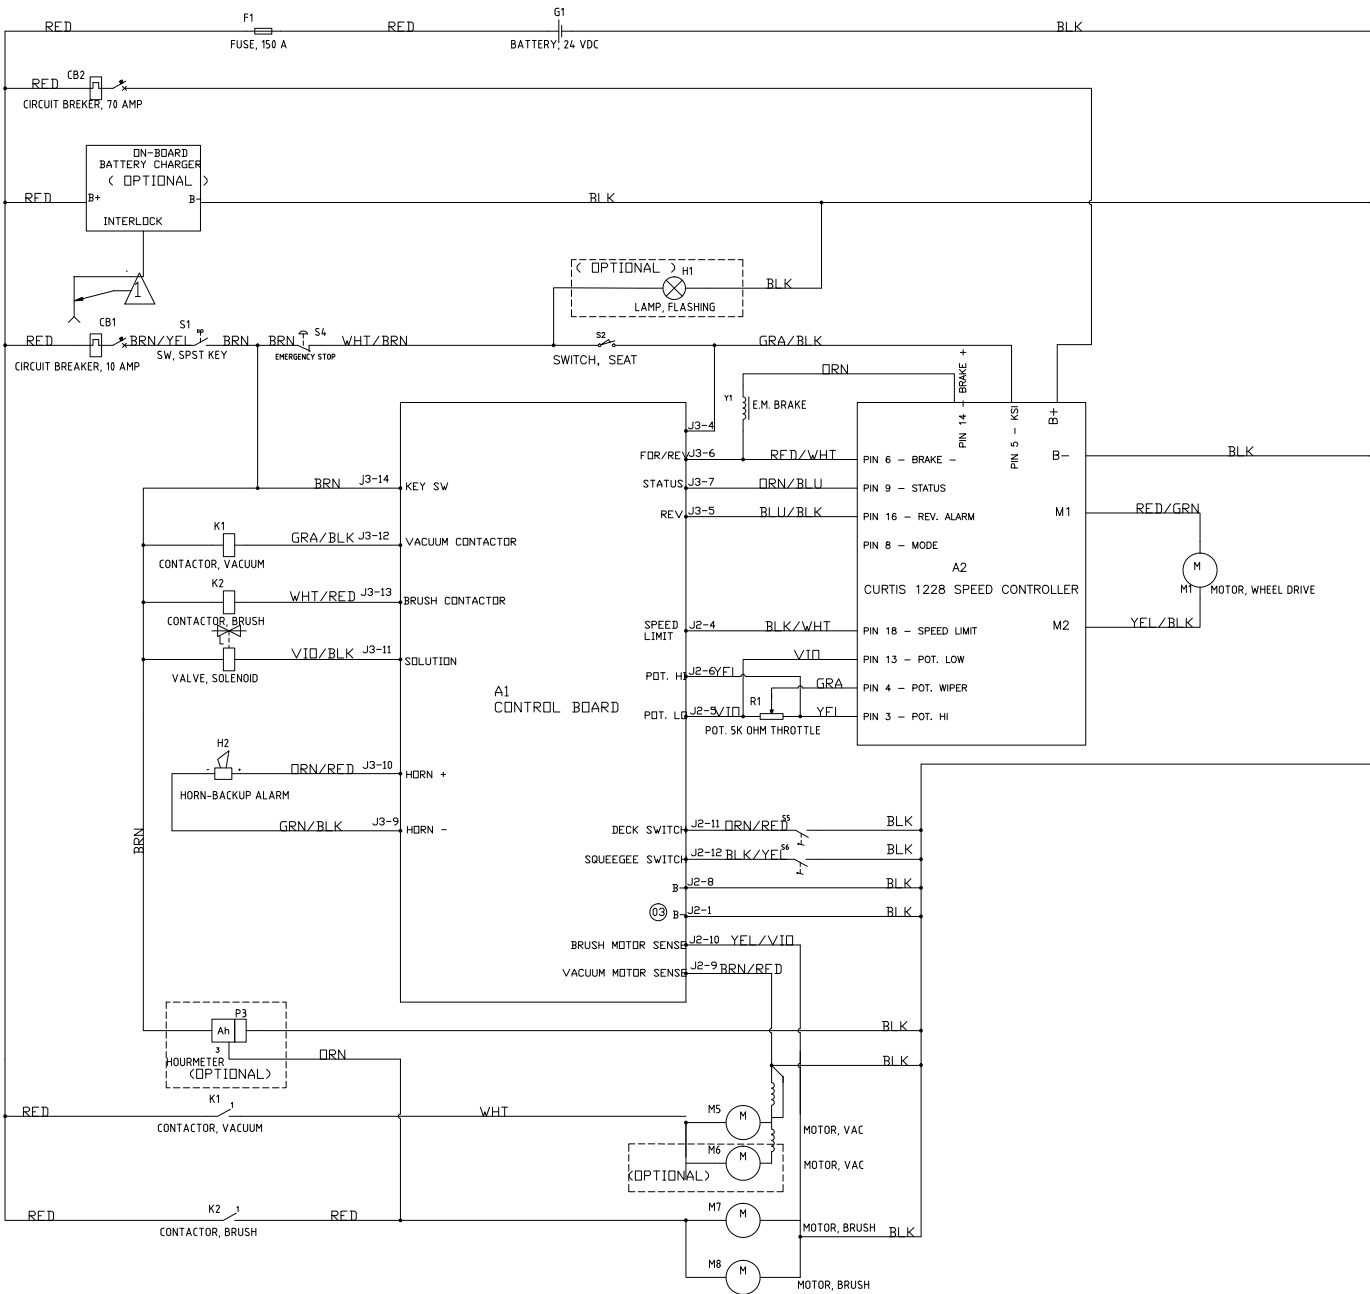 RED
F1
FUSE, 150 A
RED
G1
BATTERY, 24 VDC
BLK
RED
CB2
CIRCUIT BREKER, 70 AMP
ON-BOARD
BATTERY CHARGER
( OPTIONAL )
RED
B+
B-
INTERLOCK
BLK
1
( OPTIONAL )
H1
LAMP, FLASHING
BLK
RED
CB1
CIRCUIT BREAKER, 10 AMP
BRN/YEL
S1
SW, SPST KEY
BRN
BRN
S4
EMERGENCY STOP
WHT/BRN
S2
SWITCH, SEAT
GRA/BLK
ORN
Y1
E.M. BRAKE
PIN 14 - BRAKE +
PIN 5 - KSI
B+
J3-4
FOR/REV
J3-6
RED/WHT
PIN 6 - BRAKE -
B-
BLK
BRN
J3-14
KEY SW
STATUS
J3-7
ORN/BLU
PIN 9 - STATUS
REV
J3-5
BLU/BLK
PIN 16 - REV. ALARM
M1
RED/GRN
K1
CONTACTOR, VACUUM
GRA/BLK
J3-12
VACUUM CONTACTOR
PIN 8 - MODE
A2
CURTIS 1228 SPEED CONTROLLER
M
M1
MOTOR, WHEEL DRIVE
K2
CONTACTOR, BRUSH
WHT/RED
J3-13
BRUSH CONTACTOR
SPEED
LIMIT
J2-4
BLK/WHT
PIN 18 - SPEED LIMIT
M2
YEL/BLK
L
VALVE, SOLENOID
VIO/BLK
J3-11
SOLUTION
VIO
PIN 13 - POT. LOW
POT. HI
J2-6
YEL
GRA
PIN 4 - POT. WIPER
A1
CONTROL BOARD
POT. LO
J2-5
VIO
R1
YEL
PIN 3 - POT. HI
POT. 5K OHM THROTTLE
H2
-
+
HORN-BACKUP ALARM
ORN/RED
J3-10
HORN +
GRN/BLK
J3-9
HORN -
BRN
DECK SWITCH
J2-11
ORN/RED
S5
BLK
SQUEEGEE SWITCH
J2-12
BLK/YEL
S6
BLK
B-
J2-8
BLK
03
B-
J2-1
BLK
BRUSH MOTOR SENSE
J2-10
YEL/VIO
VACUUM MOTOR SENSE
J2-9
BRN/RED
P3
Ah
3
HOURMETER
(OPTIONAL)
ORN
BLK
BLK
RED
K1
1
CONTACTOR, VACUUM
WHT
M5
M
MOTOR, VAC
M6
M
MOTOR, VAC
(OPTIONAL)
RED
K2
1
CONTACTOR, BRUSH
RED
M7
M
MOTOR, BRUSH
BLK
M8
M
MOTOR, BRUSH